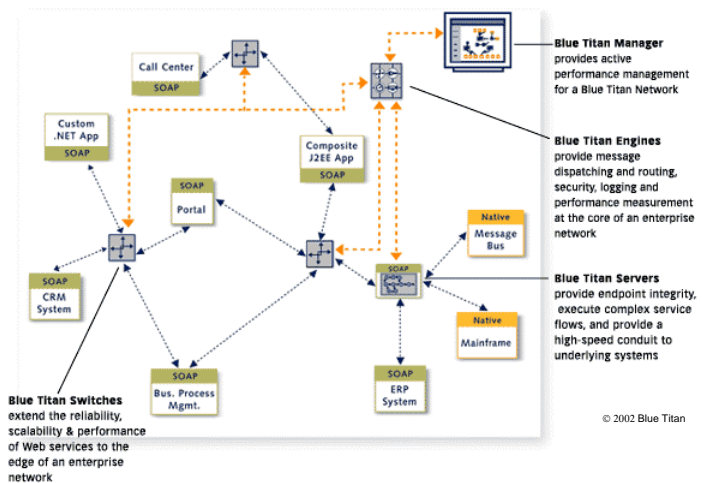 Blue Titan Manager
provides active
performance management
for a Blue Titan Network
Call Center
SOAP
Custom
.NET App
SOAP
Composite
J2EE App
SOAP
Blue Titan Engines
provide message
dispatching and routing,
security, logging and
performance measurement
at the core of an enterprise
network
SOAP
Portal
Native
Message
Bus
SOAP
CRM
System
SOAP
Blue Titan Servers
provide endpoint integrity,
execute complex service
flows, and provide a
high-speed conduit to
underlying systems
Native
Mainframe
SOAP
Bus. Process
Mgmt.
SOAP
ERP
System
Blue Titan Switches
extend the reliability,
scalability & performance
of Web services to the
edge of an enterprise
network
© 2002 Blue Titan